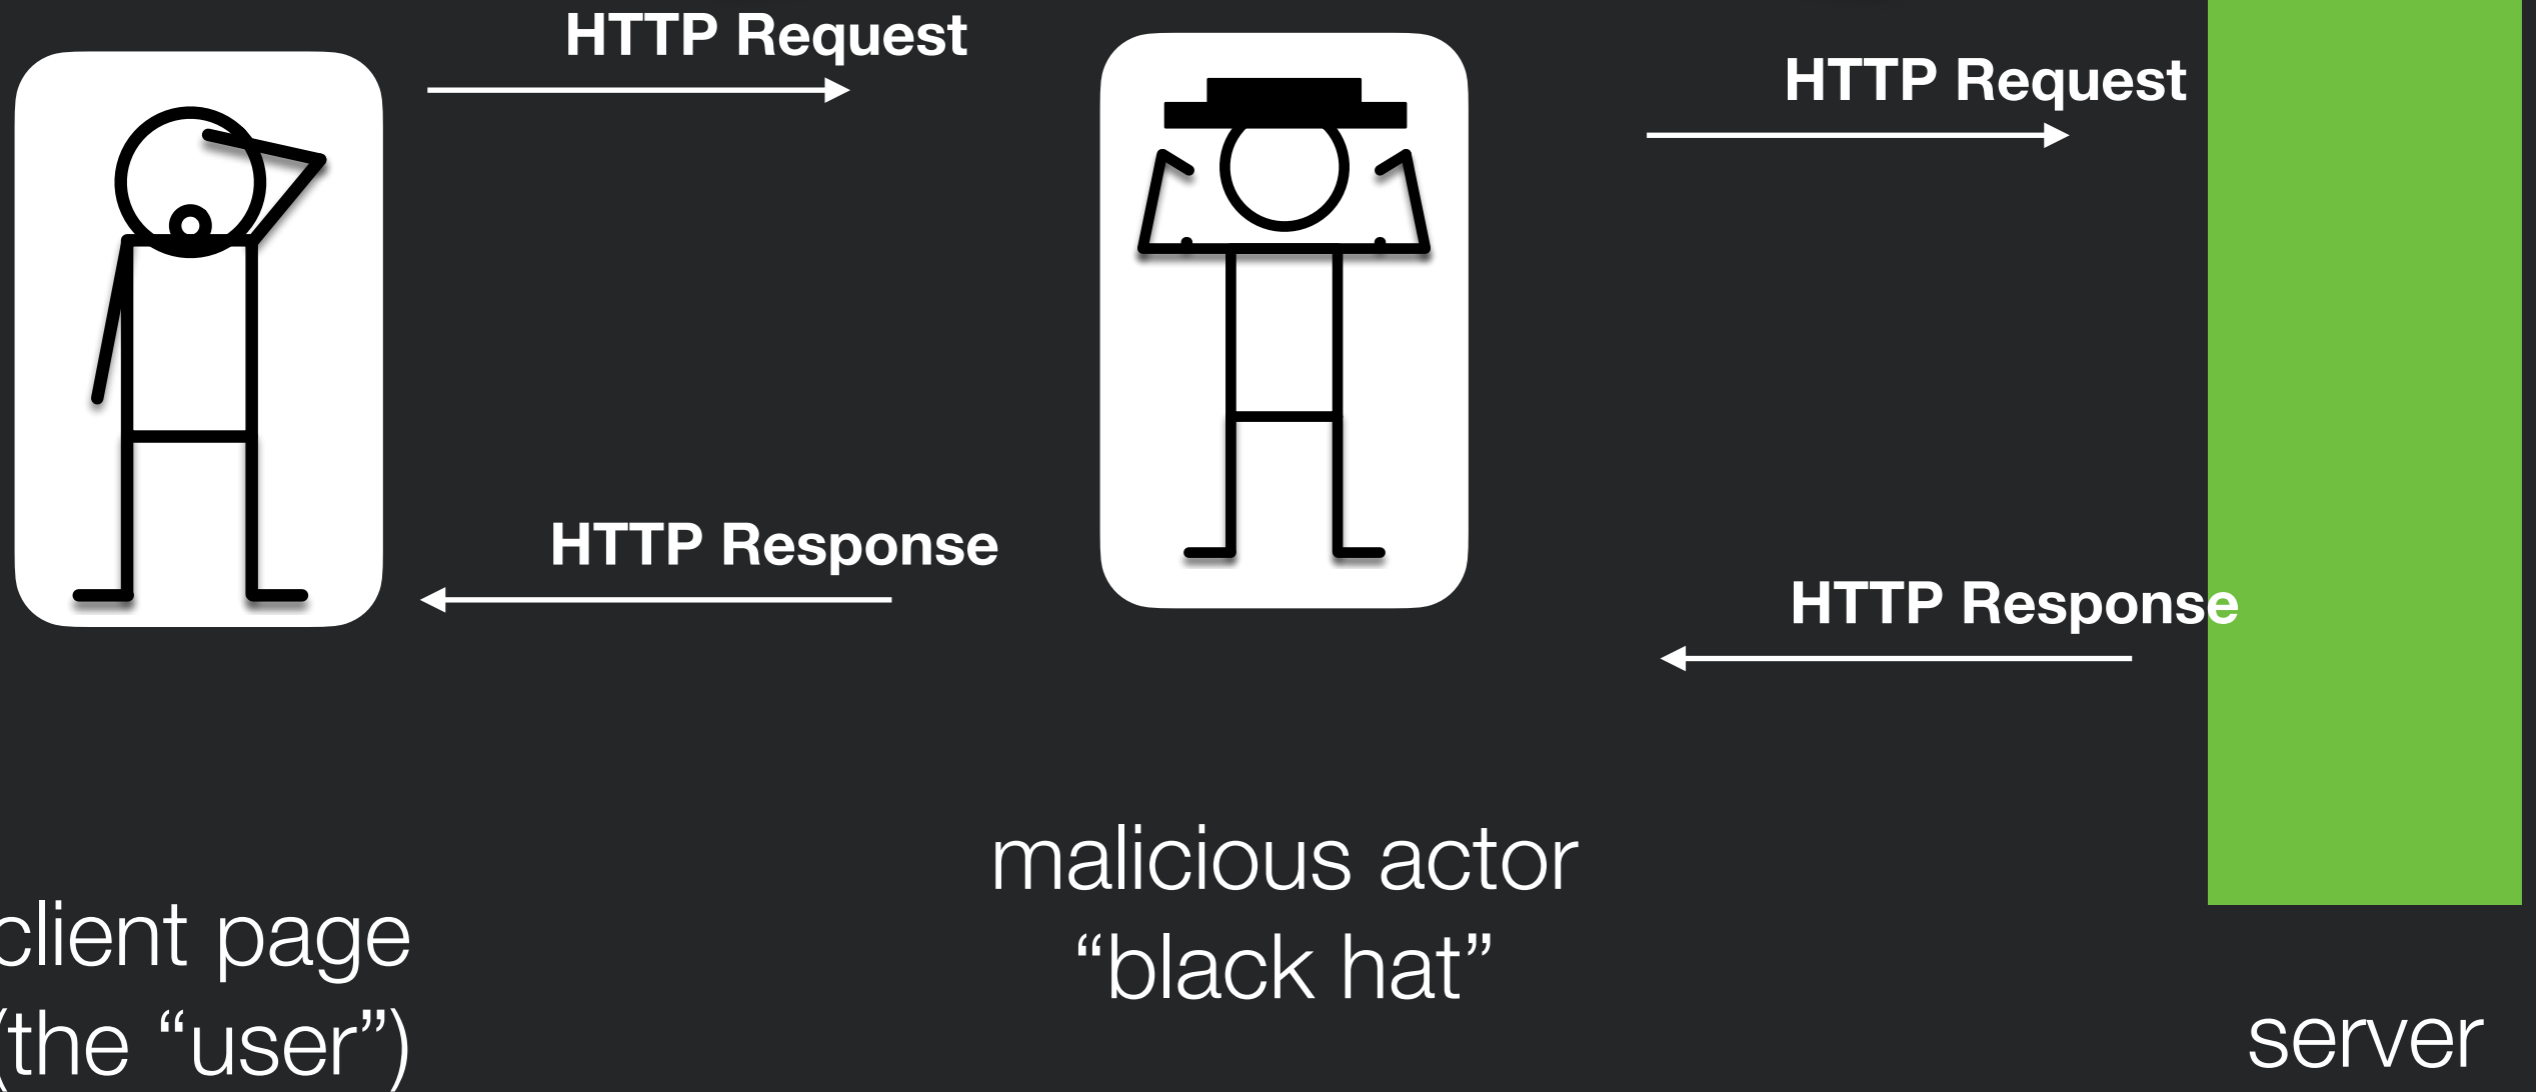 HTTP Request
HTTP Request
HTTP Response
HTTP Response
malicious actor
“black hat”
client page
(the “user”)
server